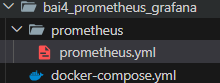 bai4_prometheus_grafana
prometheus
prometheus.yml
docker-compose.yml